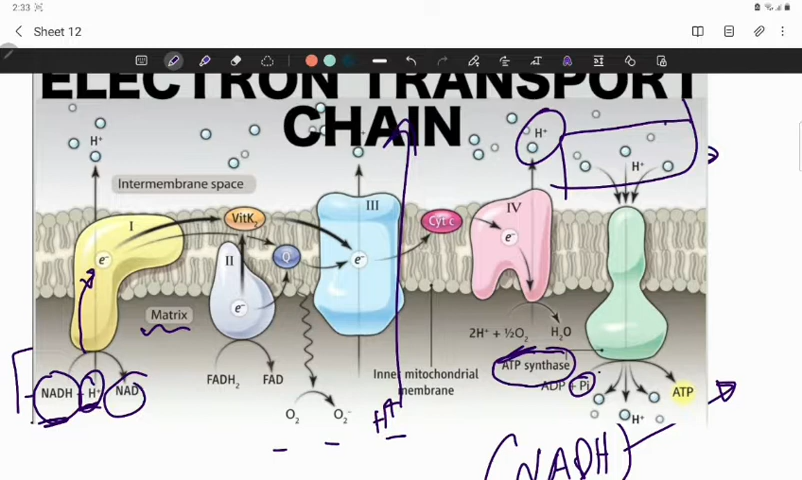 2:33
Sheet 12
ELECTRON TRANSPORT
CHAIN
H⁺
H⁺
H⁺
Intermembrane space
I
VitK₂
III
Cyt c
IV
e⁻
II
Q
e⁻
e⁻
e⁻
Matrix
2H⁺ + ½O₂
H₂O
Inner mitochondrial
membrane
ATP synthase
ADP + Pi
NADH + H⁺
NAD
FADH₂
FAD
ATP
O₂
O₂⁻
H⁺
H⁺
(NADH)